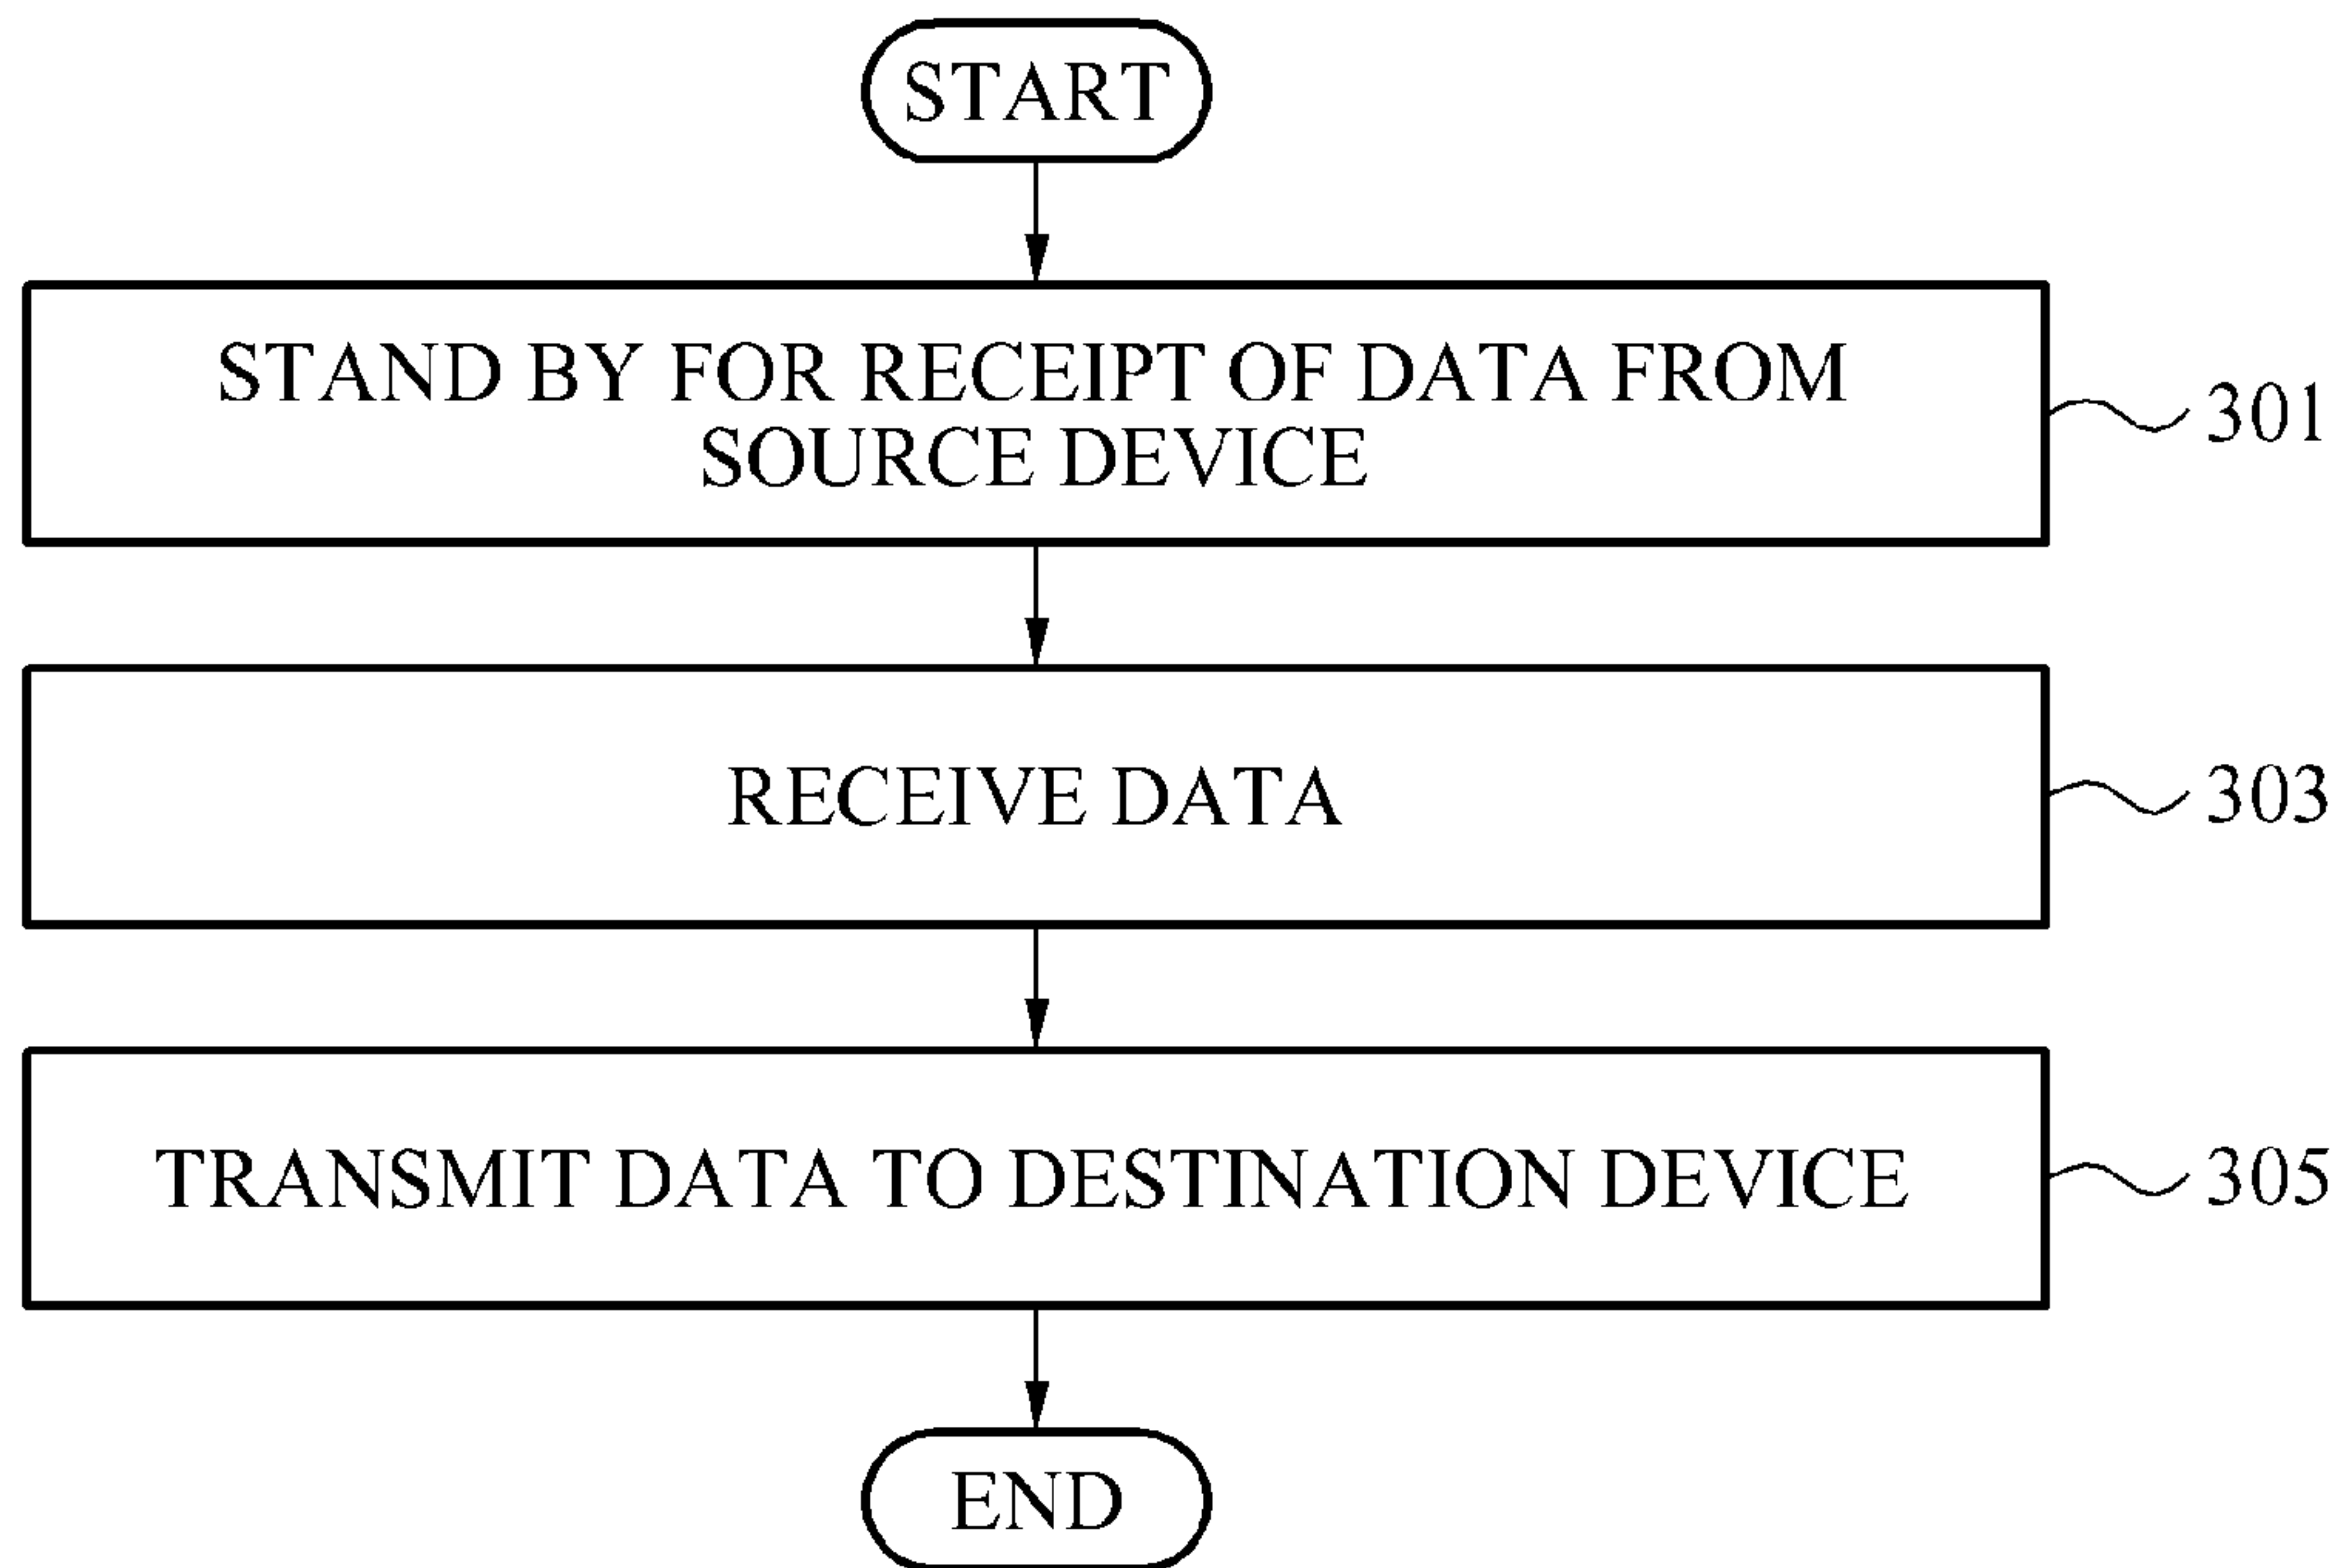 START
STAND BY FOR RECEIPT OF DATA FROM
SOURCE DEVICE
301
RECEIVE DATA
303
TRANSMIT DATA TO DESTINATION DEVICE
305
END